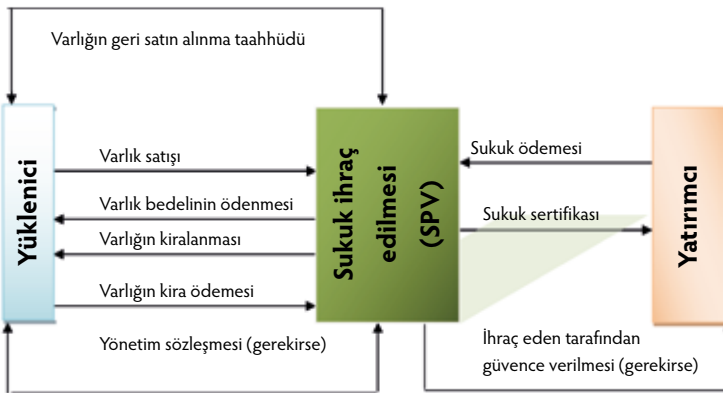 Varlığın geri satın alınma taahhüdü
Yüklenici
Varlık satışı
Varlık bedelinin ödenmesi
Varlığın kiralanması
Varlığın kira ödemesi
Yönetim sözleşmesi (gerekirse)
Sukuk ihraç
edilmesi
(SPV)
Sukuk ödemesi
Sukuk sertifikası
İhraç eden tarafından
güvence verilmesi (gerekirse)
Yatırımcı